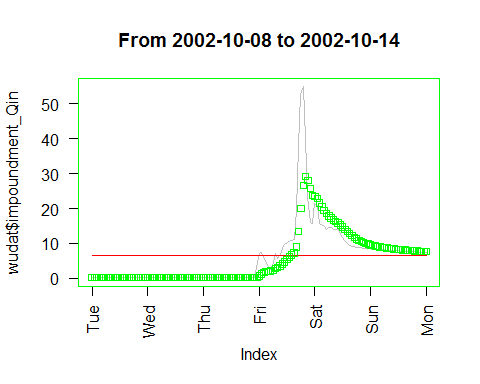 From 2002-10-08 to 2002-10-14
wudat$impoundment_Qin
50
40
30
20
10
0
Tue
Wed
Thu
Fri
Sat
Sun
Mon
Index